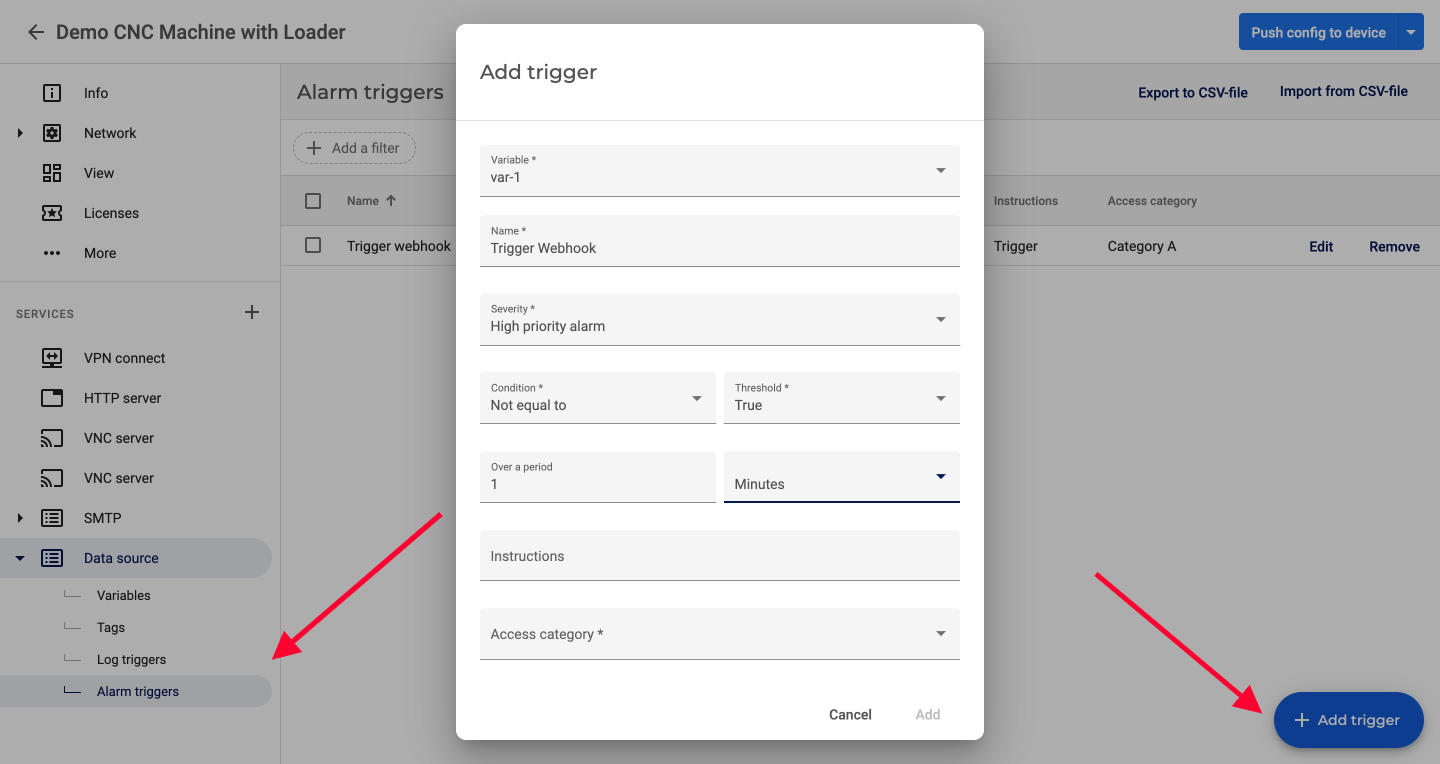 Demo CNC Machine with Loader
Push config to device
Info
Network
View
Licenses
More
SERVICES
VPN connect
HTTP server
VNC server
VNC server
SMTP
Data source
Variables
Tags
Log triggers
Alarm triggers
Alarm triggers
Export to CSV-file
Import from CSV-file
Add a filter
Name
Instructions
Access category
Trigger webhook
Trigger
Category A
Edit
Remove
Add trigger
Variable *
var-1
Name *
Trigger Webhook
Severity *
High priority alarm
Condition *
Not equal to
Threshold *
True
Over a period
1
Minutes
Instructions
Access category *
Cancel
Add
Add trigger